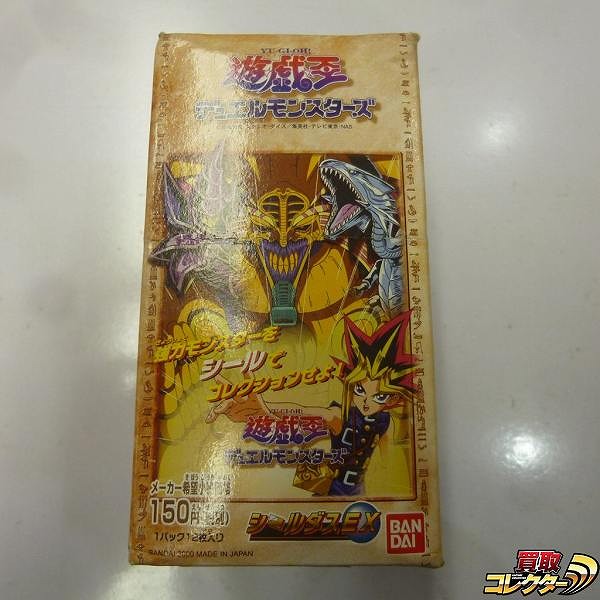 YU-GI-OH!
遊戯王
デュエルモンスターズ
強力モンスターを
シールで
コレクションせよ!
YU-GI-OH!
遊戯王
デュエルモンスターズ
メーカー希望小
150円
1パック12枚入り
シールダスEX
BAN
DAI
BANDAI 2000 MADE IN JAPAN
買取
コレクター